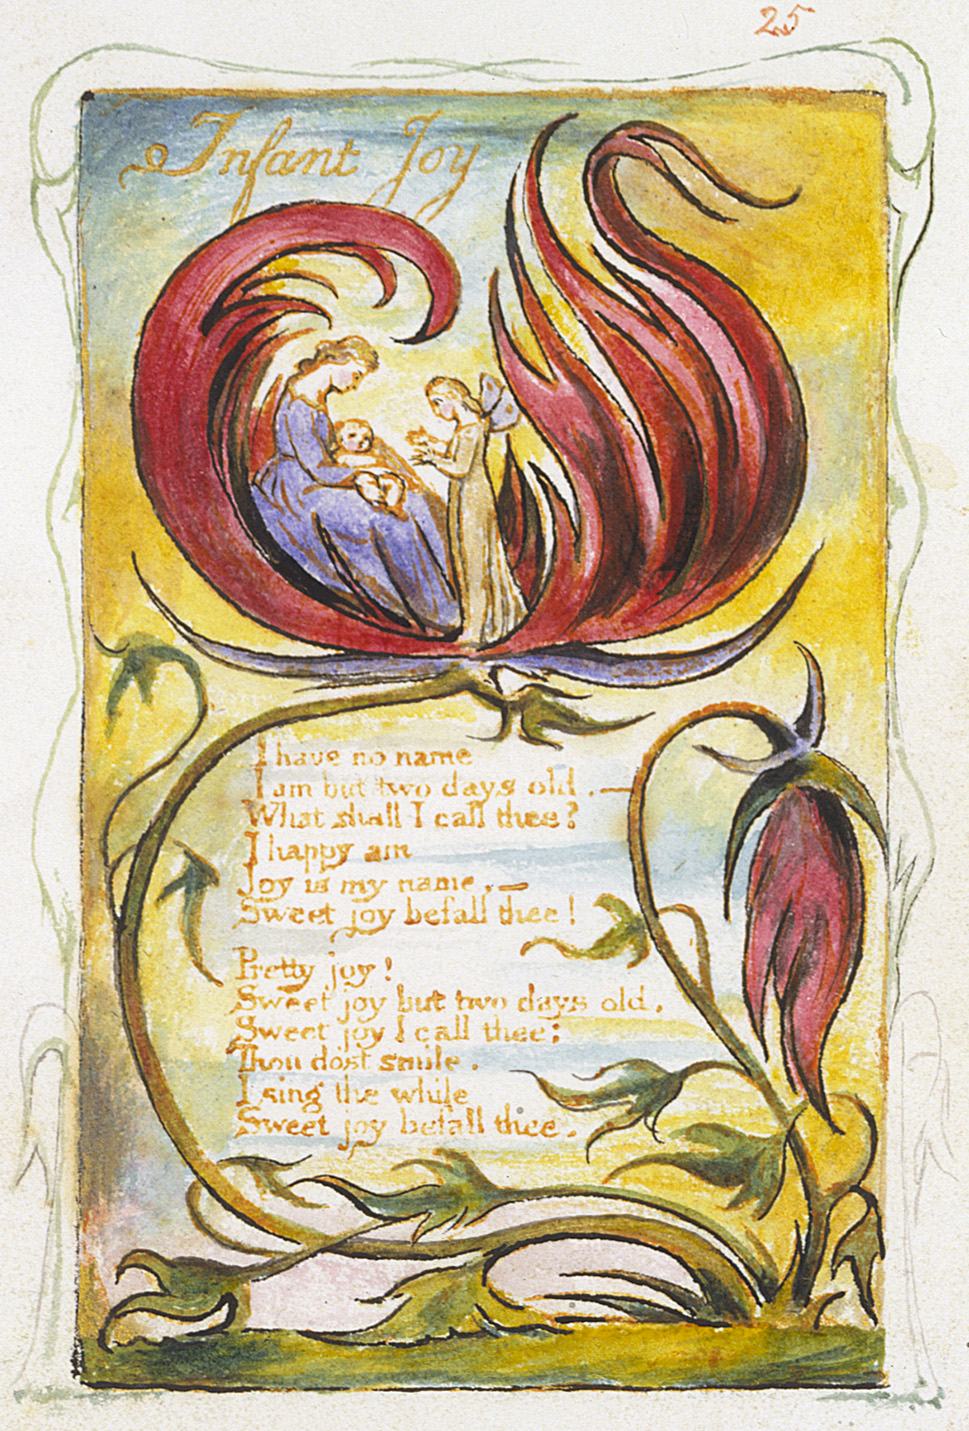 25
Infant Joy
I have no name
I am but two days old.—
What shall I call thee?
I happy am
Joy is my name.—
Sweet joy befall thee!
Pretty joy!
Sweet joy but two days old.
Sweet joy I call thee:
Thou dost smile.
I sing the while
Sweet joy befall thee.